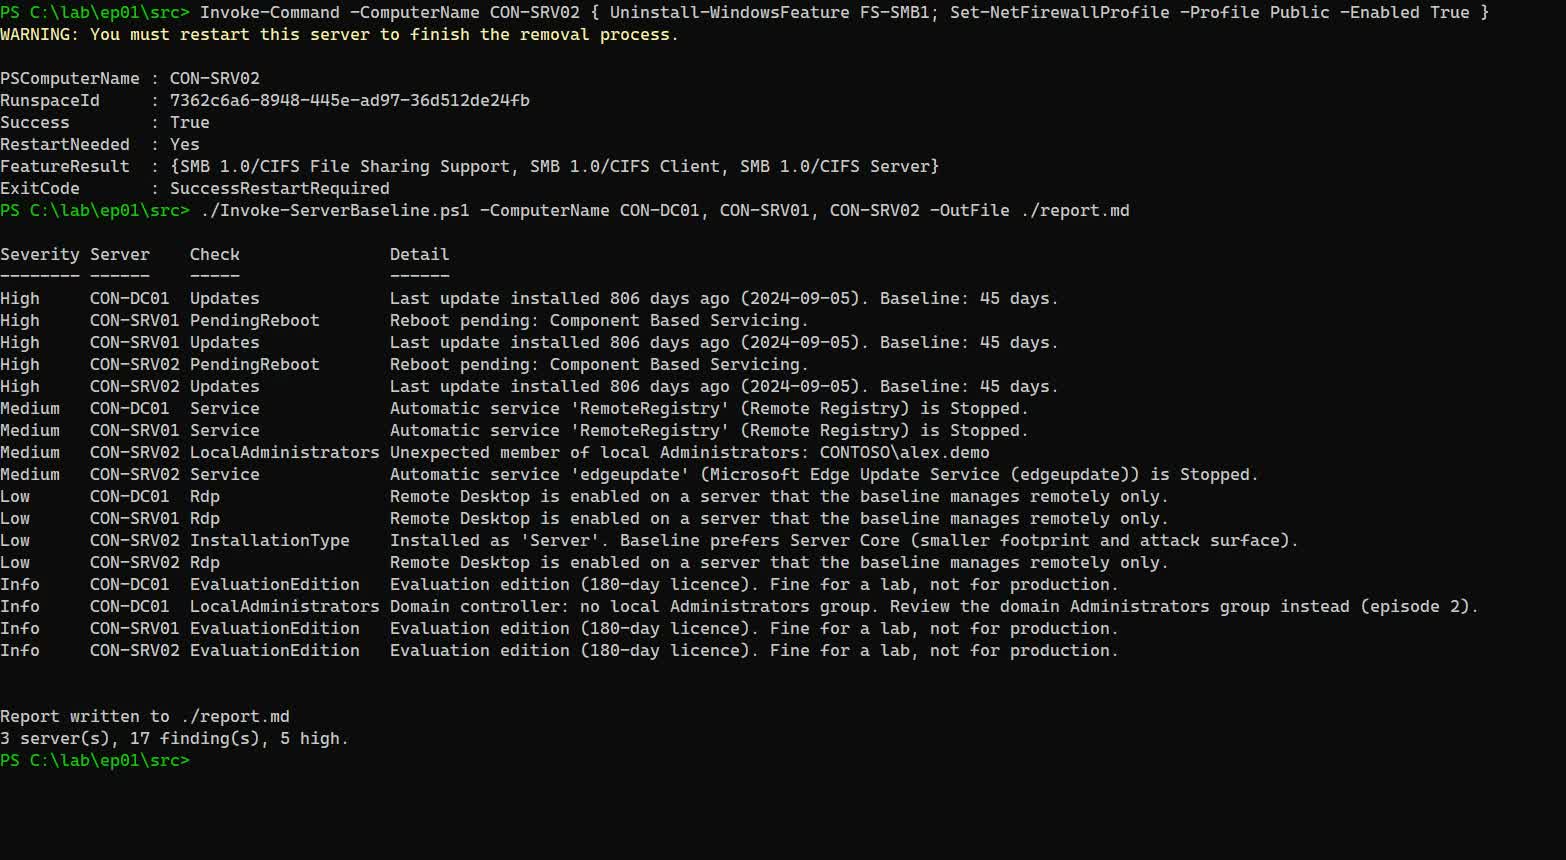 PS C:\lab\ep01\src> Invoke-Command -ComputerName CON-SRV02 { Uninstall-WindowsFeature FS-SMB1; Set-NetFirewallProfile -Profile Public -Enabled True }
WARNING: You must restart this server to finish the removal process.
PSComputerName : CON-SRV02
RunspaceId     : 7362c6a6-8948-445e-ad97-36d512de24fb
Success        : True
RestartNeeded  : Yes
FeatureResult  : {SMB 1.0/CIFS File Sharing Support, SMB 1.0/CIFS Client, SMB 1.0/CIFS Server}
ExitCode       : SuccessRestartRequired
PS C:\lab\ep01\src> ./Invoke-ServerBaseline.ps1 -ComputerName CON-DC01, CON-SRV01, CON-SRV02 -OutFile ./report.md
Severity Server    Check               Detail
-------- ------    -----               ------
High     CON-DC01  Updates             Last update installed 806 days ago (2024-09-05). Baseline: 45 days.
High     CON-SRV01 PendingReboot       Reboot pending: Component Based Servicing.
High     CON-SRV01 Updates             Last update installed 806 days ago (2024-09-05). Baseline: 45 days.
High     CON-SRV02 PendingReboot       Reboot pending: Component Based Servicing.
High     CON-SRV02 Updates             Last update installed 806 days ago (2024-09-05). Baseline: 45 days.
Medium   CON-DC01  Service             Automatic service 'RemoteRegistry' (Remote Registry) is Stopped.
Medium   CON-SRV01 Service             Automatic service 'RemoteRegistry' (Remote Registry) is Stopped.
Medium   CON-SRV02 LocalAdministrators Unexpected member of local Administrators: CONTOSO\alex.demo
Medium   CON-SRV02 Service             Automatic service 'edgeupdate' (Microsoft Edge Update Service (edgeupdate)) is Stopped.
Low      CON-DC01  Rdp                 Remote Desktop is enabled on a server that the baseline manages remotely only.
Low      CON-SRV01 Rdp                 Remote Desktop is enabled on a server that the baseline manages remotely only.
Low      CON-SRV02 InstallationType    Installed as 'Server'. Baseline prefers Server Core (smaller footprint and attack surface).
Low      CON-SRV02 Rdp                 Remote Desktop is enabled on a server that the baseline manages remotely only.
Info     CON-DC01  EvaluationEdition   Evaluation edition (180-day licence). Fine for a lab, not for production.
Info     CON-DC01  LocalAdministrators Domain controller: no local Administrators group. Review the domain Administrators group instead (episode 2).
Info     CON-SRV01 EvaluationEdition   Evaluation edition (180-day licence). Fine for a lab, not for production.
Info     CON-SRV02 EvaluationEdition   Evaluation edition (180-day licence). Fine for a lab, not for production.
Report written to ./report.md
3 server(s), 17 finding(s), 5 high.
PS C:\lab\ep01\src>